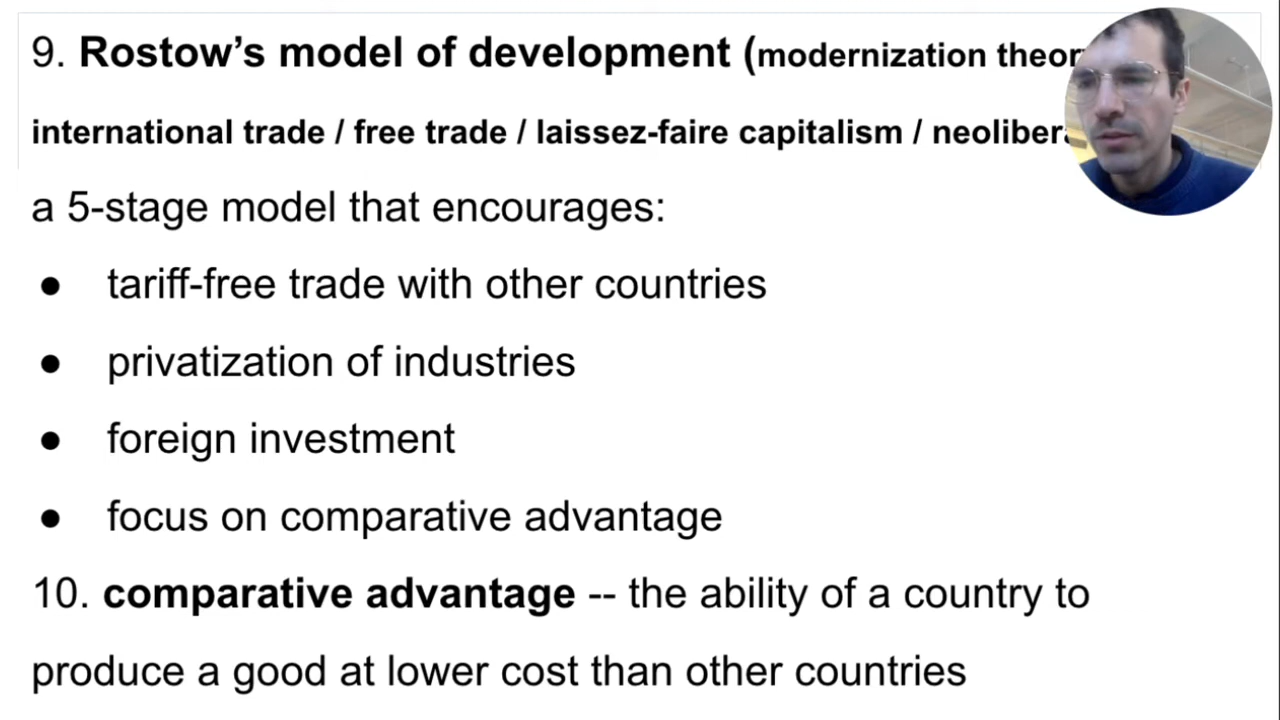 9. Rostow's model of development (modernization
international trade / free trade / laissez-faire capitalism /
a 5-stage model that encourages:
● tariff-free trade with other countries
● privatization of industries
● foreign investment
● focus on comparative advantage
10. comparative advantage -- the ability of a country to
produce a good at lower cost than other countries